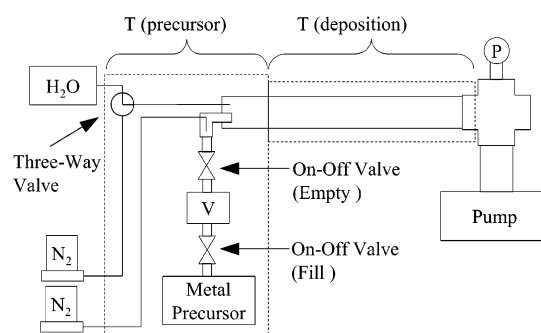 T (precursor)
T (deposition)
P
H₂O
Three-Way
Valve
On-Off Valve
(Empty )
V
Pump
On-Off Valve
(Fill )
N₂
Metal
Precursor
N₂